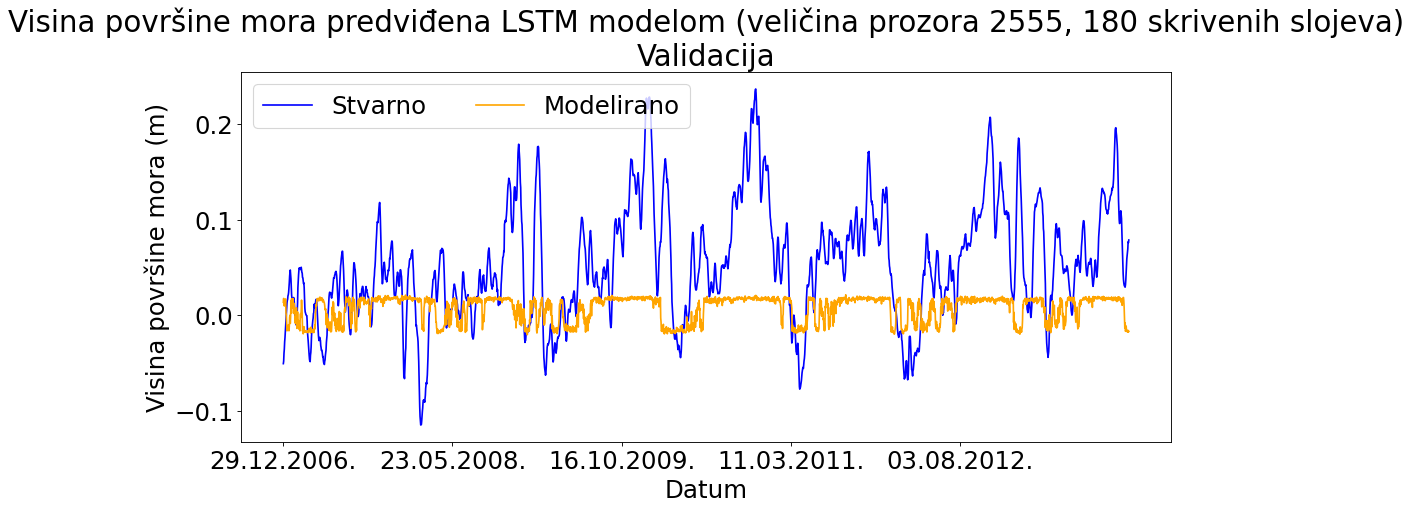 Visina površine mora predviđena LSTM modelom (veličina prozora 2555, 180 skrivenih slojeva)
Validacija
Stvarno Modelirano
Visina površine mora (m)
0.2
0.1
0.0
−0.1
29.12.2006. 23.05.2008. 16.10.2009. 11.03.2011. 03.08.2012.
Datum